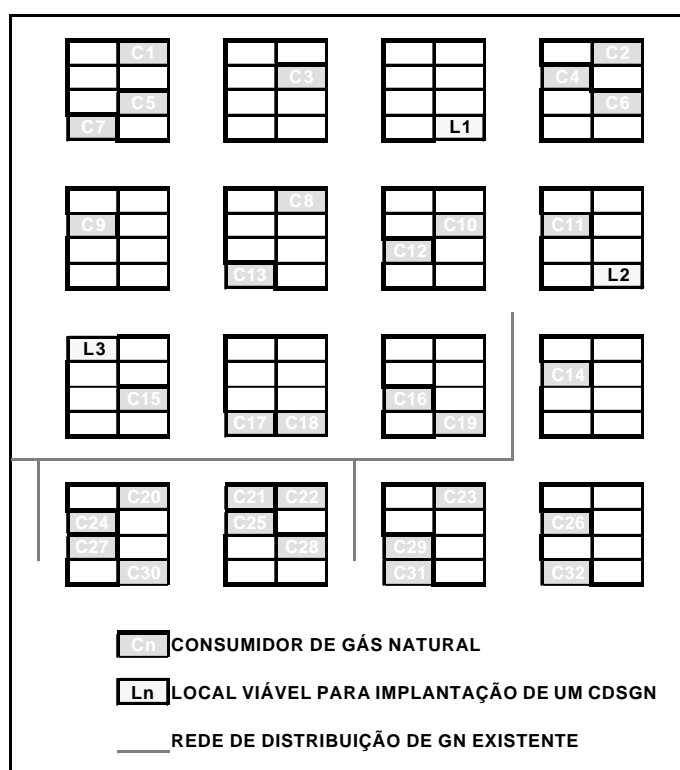 C1 C2
C3 C4
C5 C6
C7 L1
C8
C9 C10 C11
C12
C13 L2
L3
C14
C15 C16
C17 C18 C19
C20 C21 C22 C23
C24 C25 C26
C27 C28 C29
C30 C31 C32
Cn CONSUMIDOR DE GÁS NATURAL
Ln LOCAL VIÁVEL PARA IMPLANTAÇÃO DE UM CDSGN
REDE DE DISTRIBUIÇÃO DE GN EXISTENTE